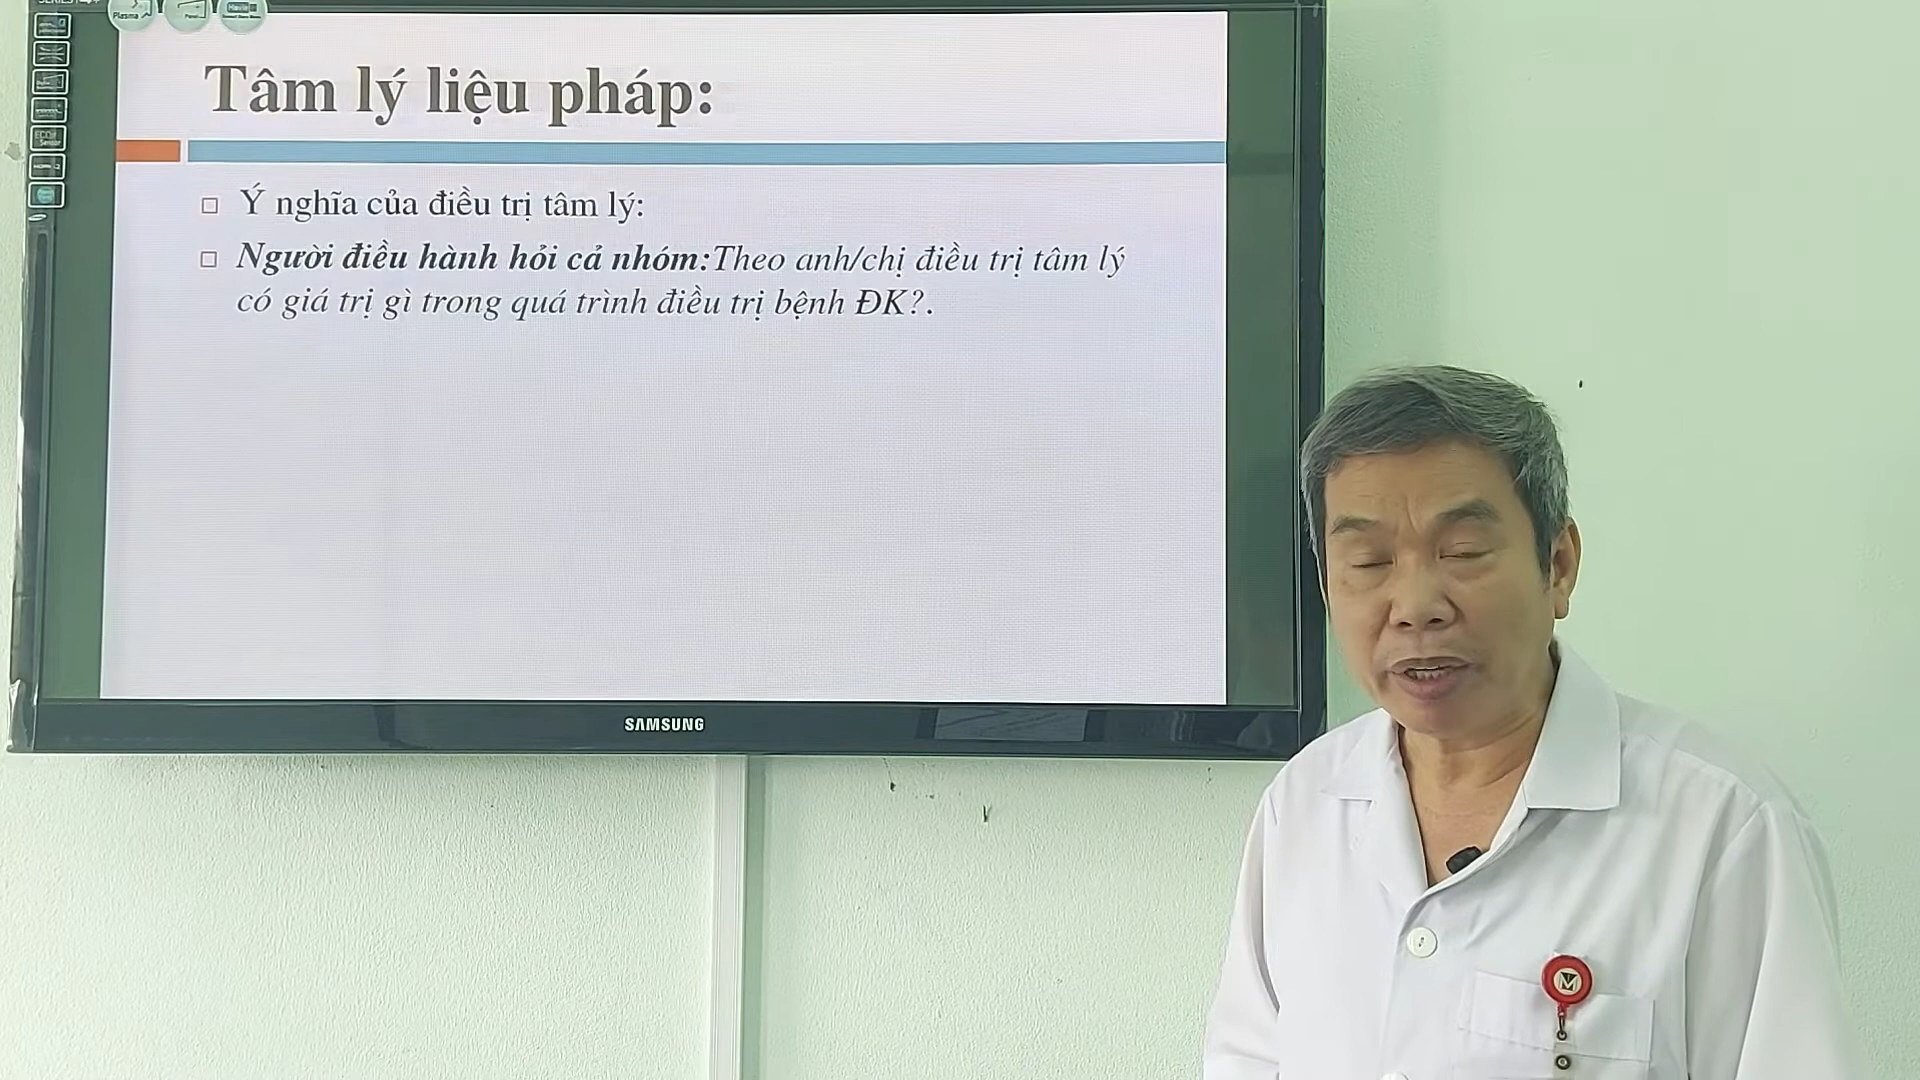 Plasma
Tâm lý liệu pháp:
Ý nghĩa của điều trị tâm lý:
Người điều hành hỏi cả nhóm:Theo anh/chị điều trị tâm lý
có giá trị gì trong quá trình điều trị bệnh ĐK?.
SAMSUNG